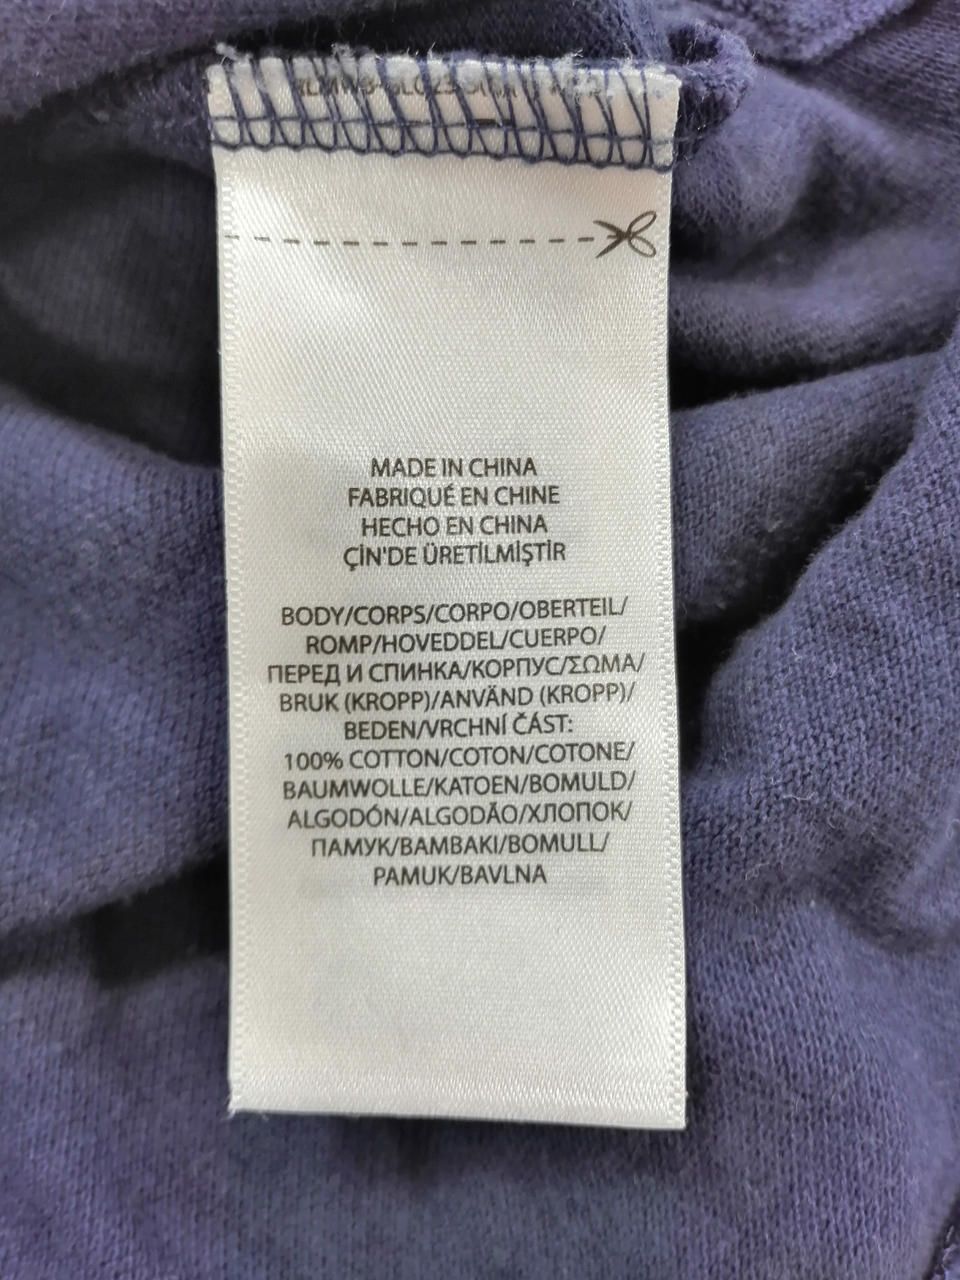 MADE IN CHINA
FABRIQUÉ EN CHINE
HECHO EN CHINA
ÇİN'DE ÜRETİLMİŞTİR
BODY/CORPS/CORPO/OBERTEIL/
ROMP/HOVEDDEL/CUERPO/
ПЕРЕД И СПИНКА/КОРПУС/ΣΩΜΑ/
BRUK (KROPP)/ANVÄND (KROPP)/
BEDEN/VRCHNÍ ČÁST:
100% COTTON/COTON/COTONE/
BAUMWOLLE/KATOEN/BOMULD/
ALGODÓN/ALGODÃO/ХЛОПОК/
ПАМУК/BAMBAKI/BOMULL/
PAMUK/BAVLNA